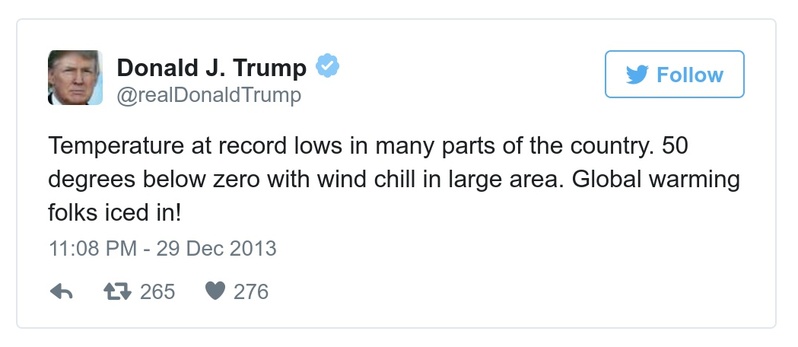 Donald J. Trump
@realDonaldTrump
Follow
Temperature at record lows in many parts of the country. 50
degrees below zero with wind chill in large area. Global warming
folks iced in!
11:08 PM - 29 Dec 2013
265 276